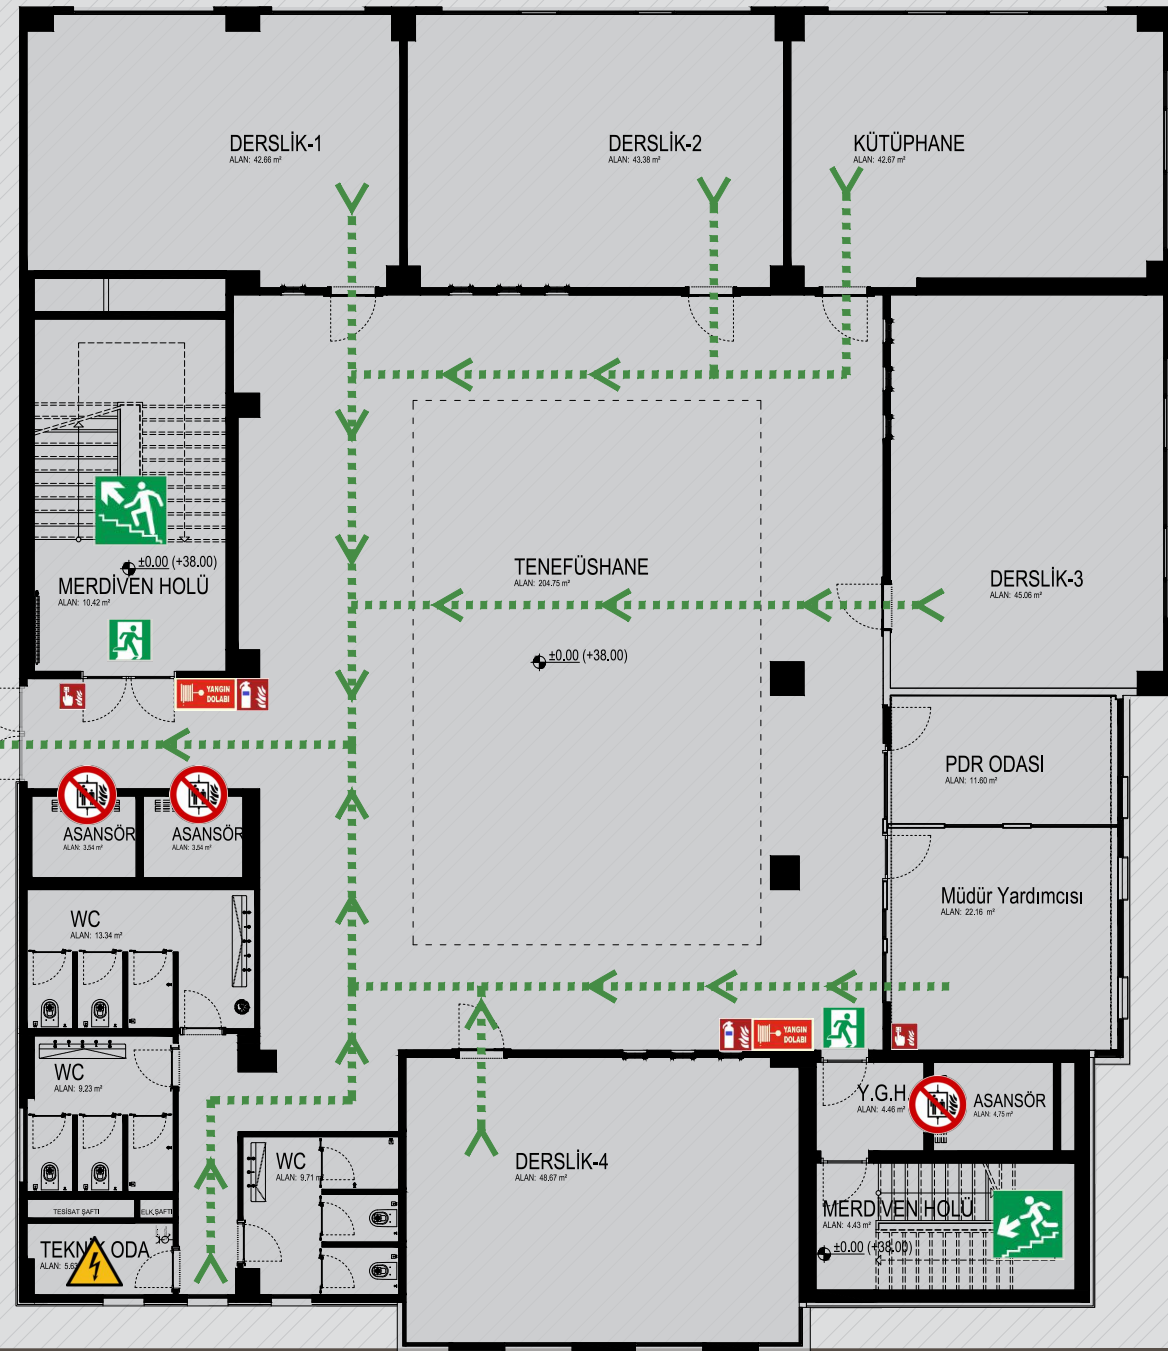 DERSLİK-1
ALAN: 42.66 m²
DERSLİK-2
ALAN: 43.38 m²
KÜTÜPHANE
ALAN: 42.67 m²
±0.00 (+38.00)
MERDİVEN HOLÜ
ALAN: 10.42 m²
TENEFÜSHANE
ALAN: 204.75 m²
±0.00 (+38.00)
DERSLİK-3
ALAN: 45.06 m²
YANGIN
DOLABI
PDR ODASI
ALAN: 11.60 m²
ASANSÖR
ALAN: 3.54 m²
ASANSÖR
ALAN: 3.54 m²
Müdür Yardımcısı
ALAN: 22.16 m²
WC
ALAN: 13.34 m²
YANGIN
DOLABI
WC
ALAN: 9.23 m²
Y.G.H.
ALAN: 4.46 m²
ASANSÖR
ALAN: 4.75 m²
WC
ALAN: 9.71 m²
DERSLİK-4
ALAN: 48.67 m²
TESİSAT ŞAFTI
ELK.ŞAFTI
MERDİVEN HOLÜ
ALAN: 4.43 m²
±0.00 (+38.00)
TEKNİK ODA
ALAN: